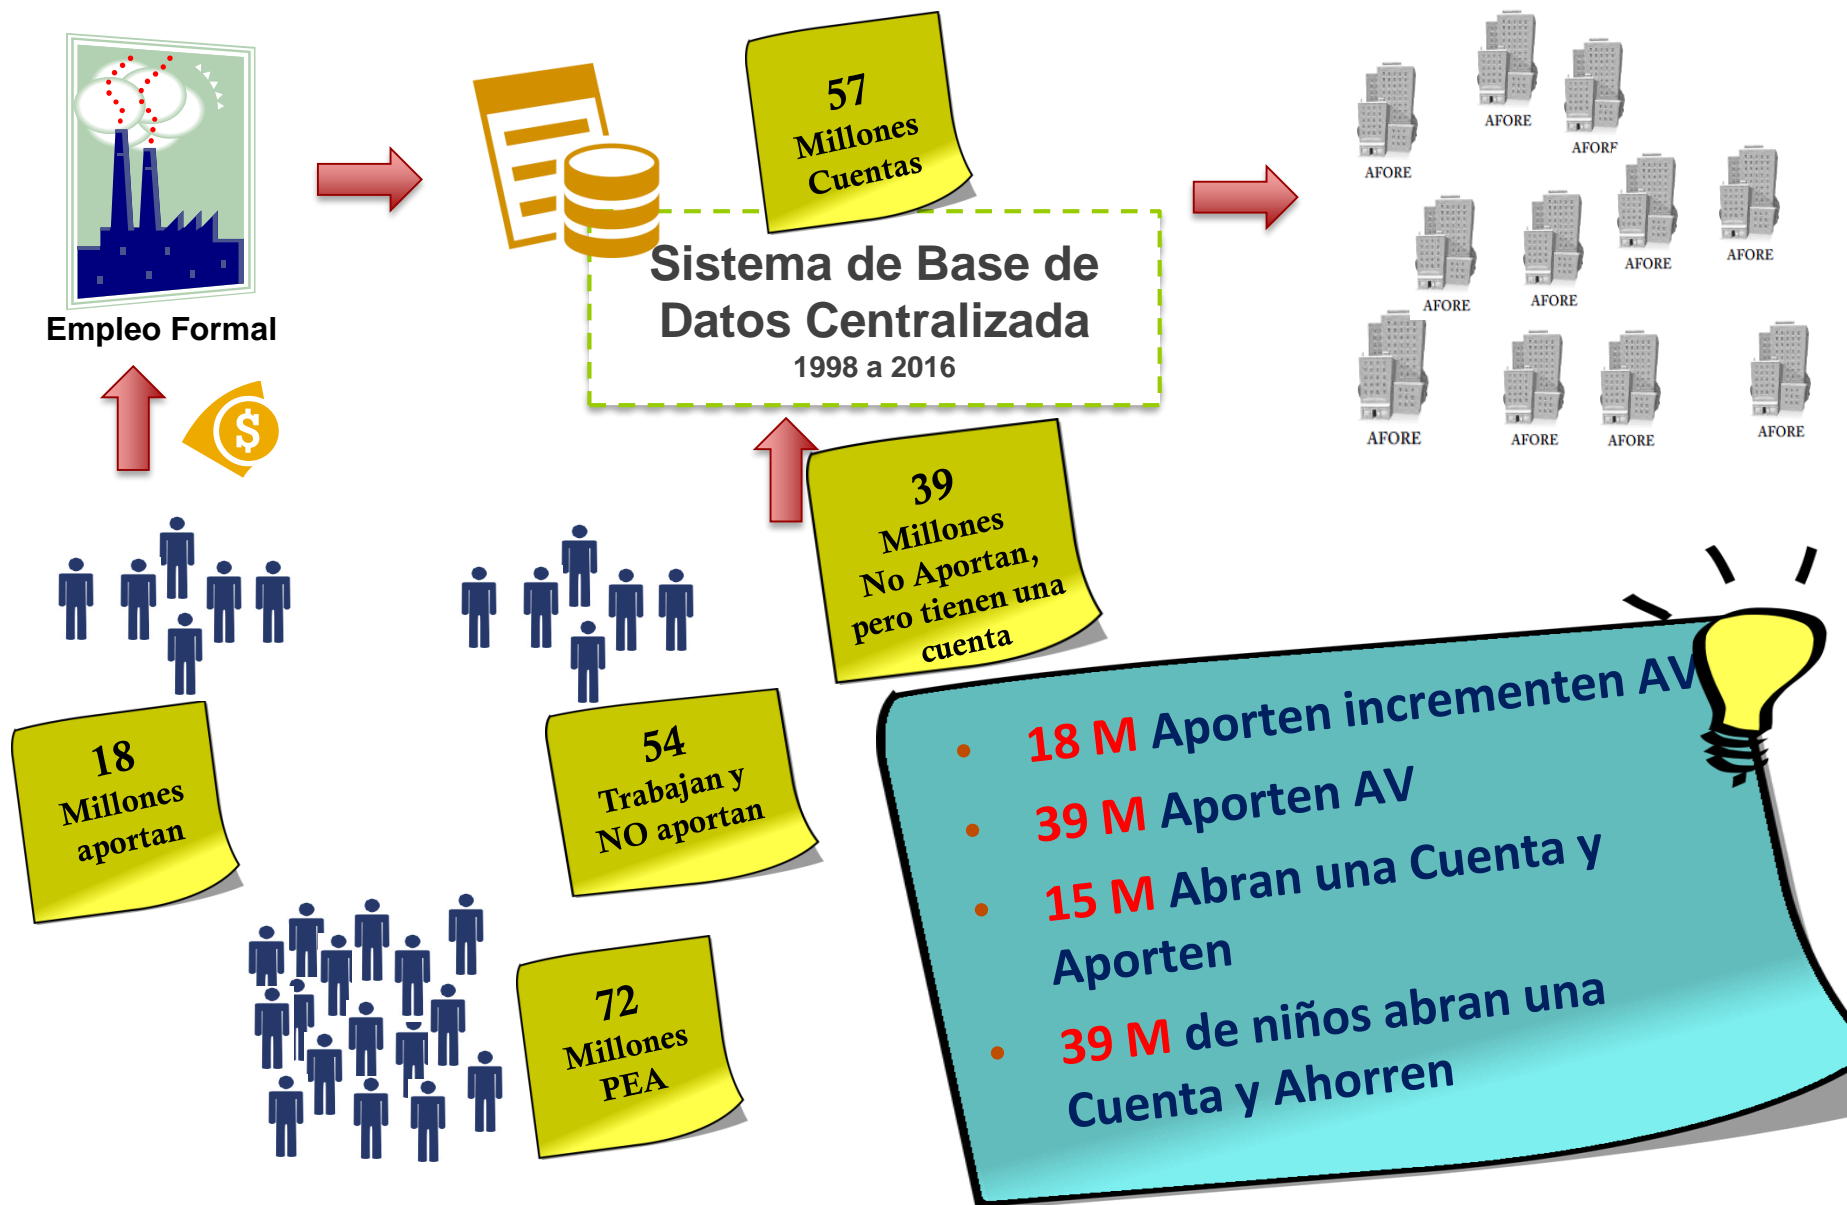 57
Millones
Cuentas
AFORE
AFORE
AFORE
AFORE
AFORE
AFORE
AFORE
AFORE
AFORE
AFORE
AFORE
AFORE
Empleo Formal
Sistema de Base de
Datos Centralizada
1998 a 2016
$
39
Millones
No Aportan,
pero tienen una
cuenta
18
Millones
aportan
54
Trabajan y
NO aportan
72
Millones
PEA
• 18 M Aporten incrementen AV
• 39 M Aporten AV
• 15 M Abran una Cuenta y
Aporten
• 39 M de niños abran una
Cuenta y Ahorren